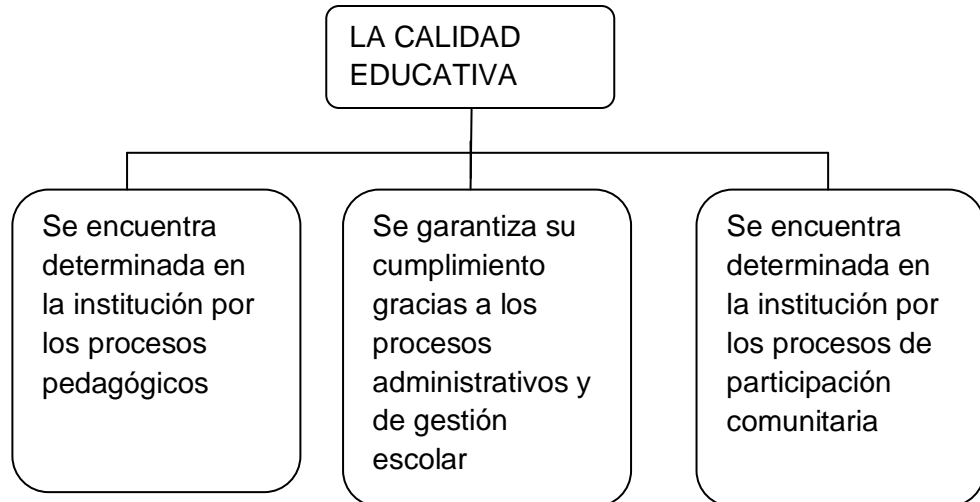 LA CALIDAD
EDUCATIVA
Se encuentra
determinada en
la institución por
los procesos
pedagógicos
Se garantiza su
cumplimiento
gracias a los
procesos
administrativos y
de gestión
escolar
Se encuentra
determinada en
la institución por
los procesos de
participación
comunitaria